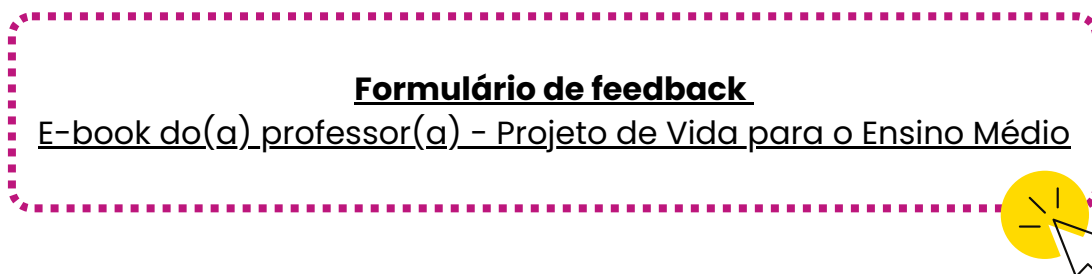 Formulário de feedback
E-book do(a) professor(a) - Projeto de Vida para o Ensino Médio